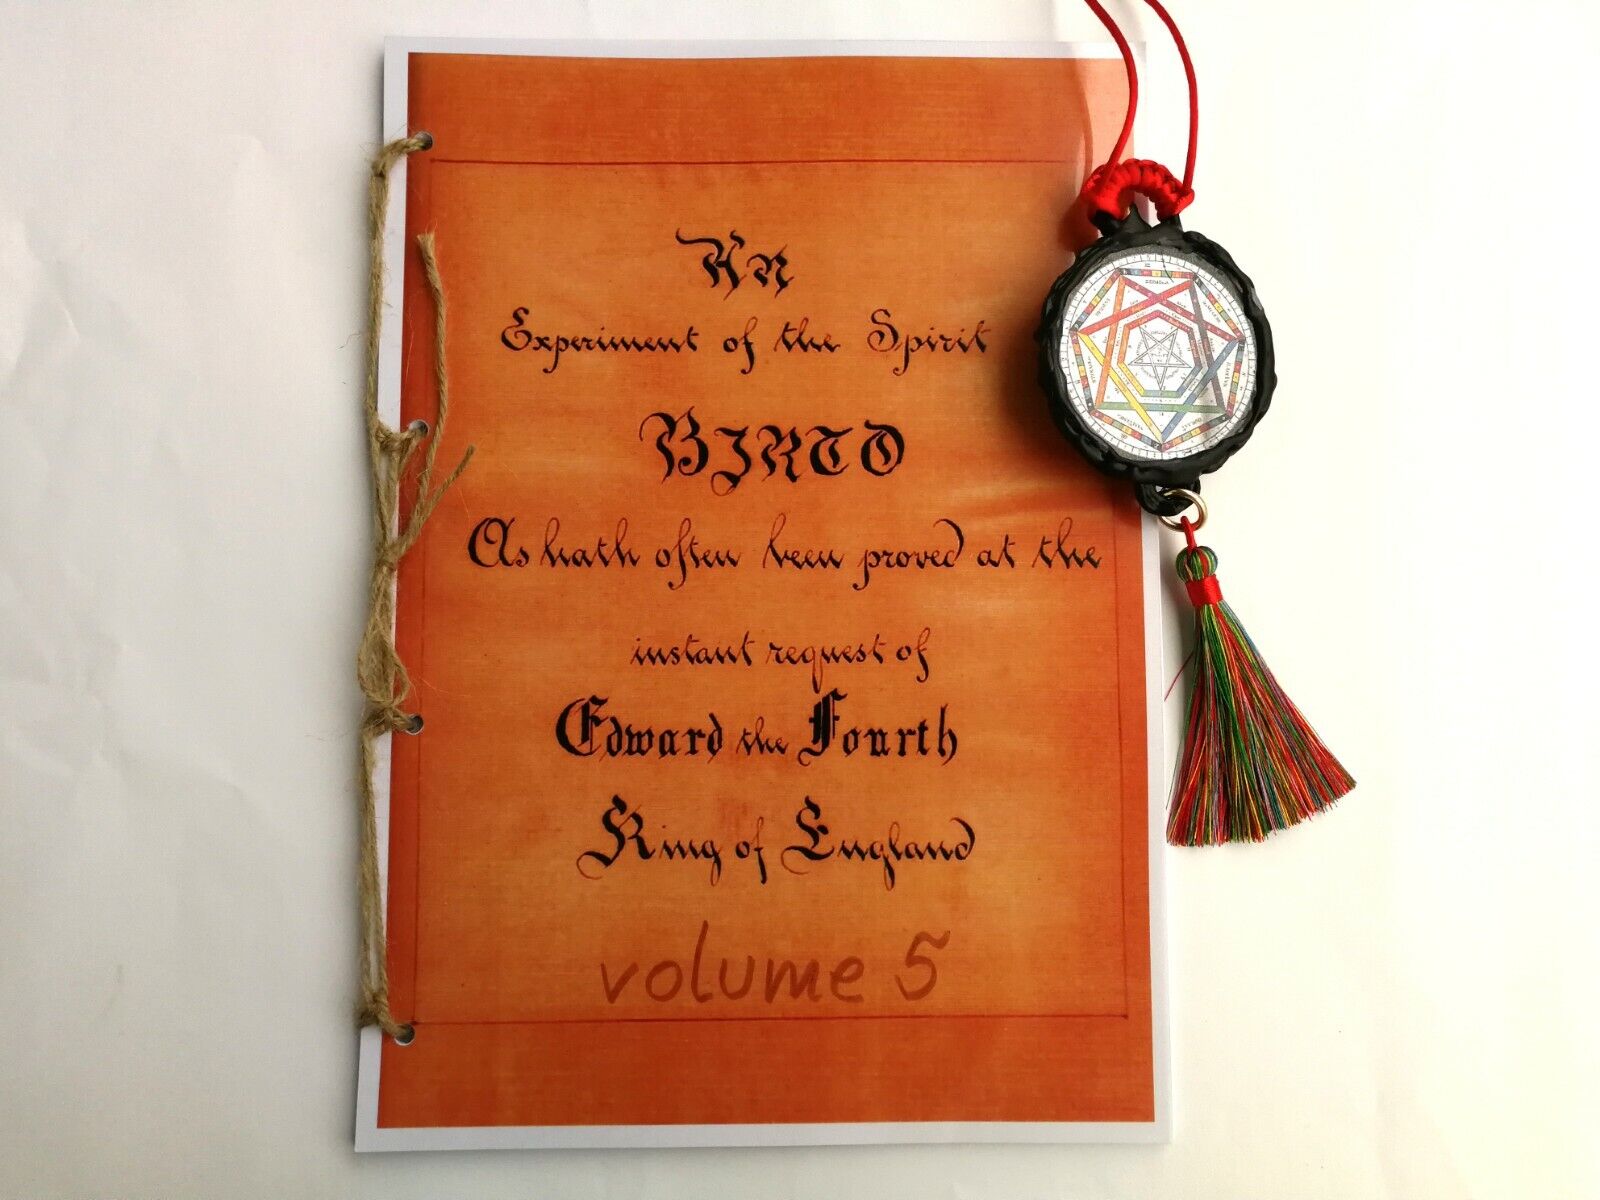 An
Experiment of the Spirit
BIRTO
As hath often been proved at the
instant request of
Edward the Fourth
King of England
volume 5